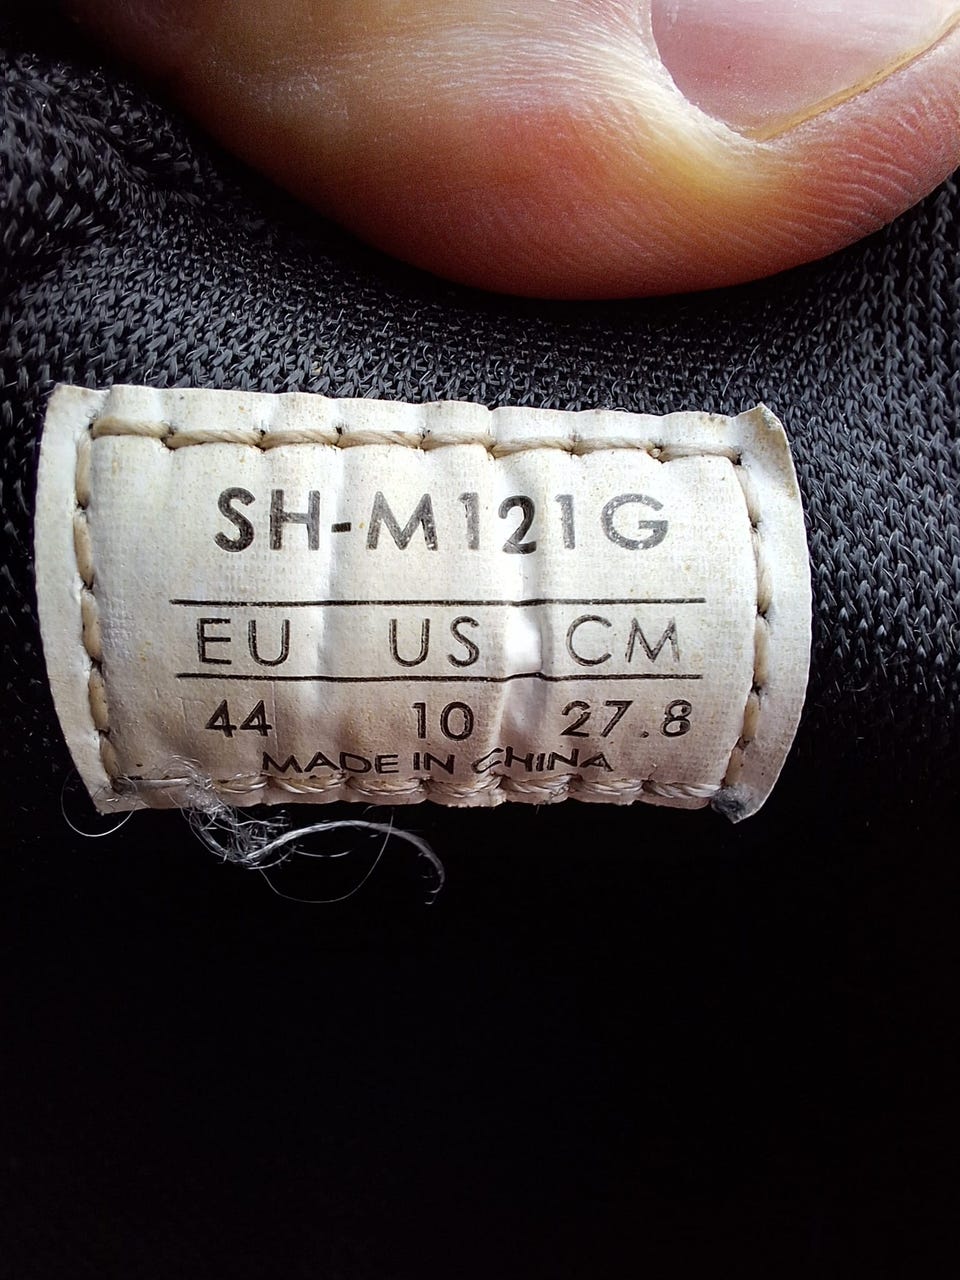 SH-M121G
EU US CM
44 10 27.8
MADE IN CHINA